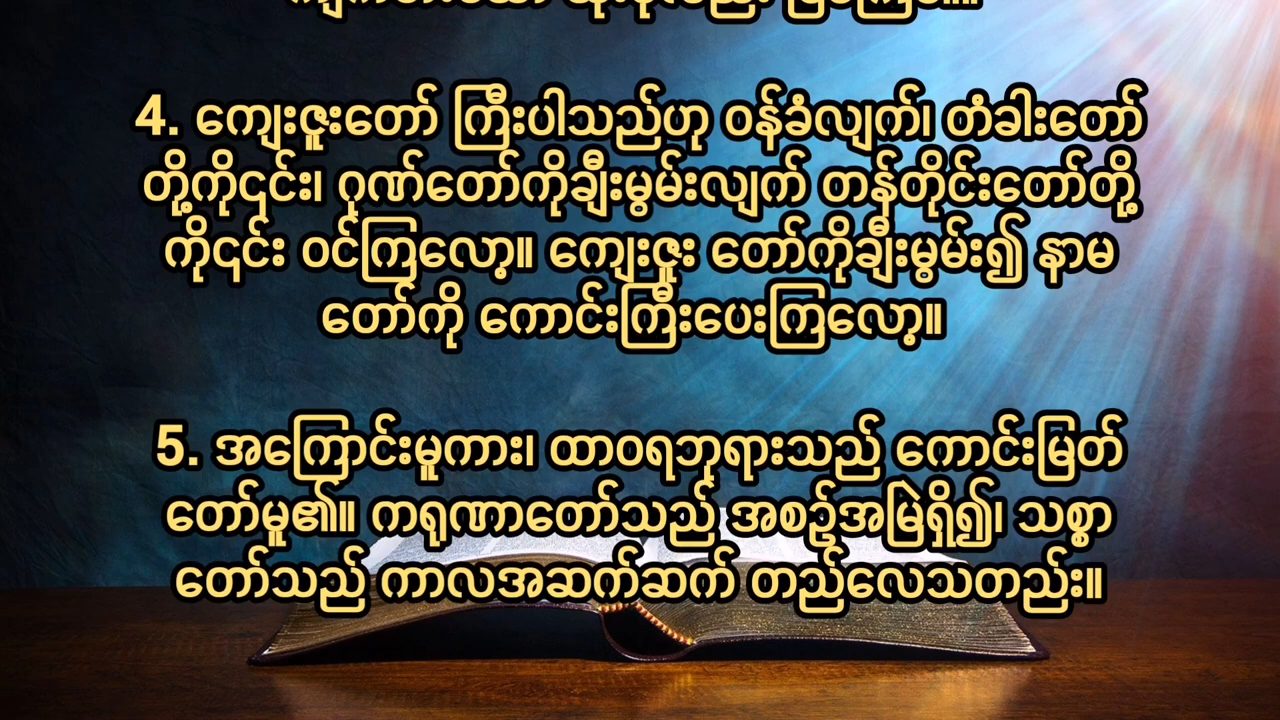 4. ကျေးဇူးတော် ကြီးပါသည်ဟု ဝန်ခံလျက်၊ တံခါးတော်
တို့ကို၎င်း၊ ဂုဏ်တော်ကိုချီးမွမ်းလျက် တန်တိုင်းတော်တို့
ကို၎င်း ဝင်ကြလော့။ ကျေးဇူး တော်ကိုချီးမွမ်း၍ နာမ
တော်ကို ကောင်းကြီးပေးကြလော့။
5. အကြောင်းမူကား၊ ထာဝရဘုရားသည် ကောင်းမြတ်
တော်မူ၏။ ကရုဏာတော်သည် အစဉ်အမြဲရှိ၍၊ သစ္စာ
တော်သည် ကာလအဆက်ဆက် တည်လေသတည်း။